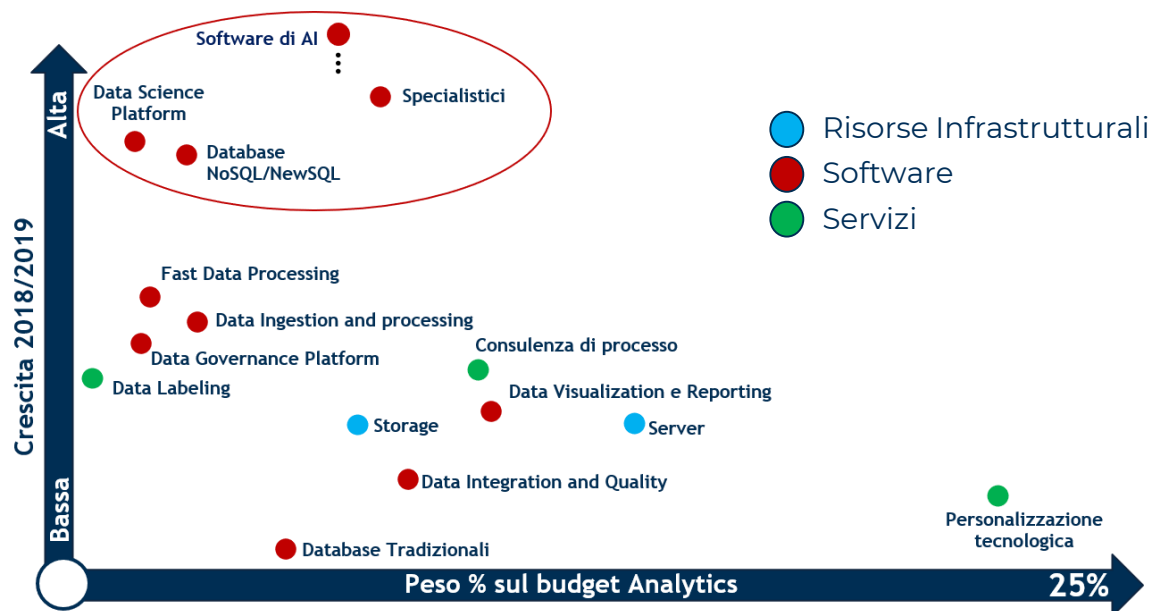 Software di AI
Data Science
Platform
Specialistici
Database
NoSQL/NewSQL
Alta
Crescita 2018/2019
Bassa
Risorse Infrastrutturali
Software
Servizi
Fast Data Processing
Data Ingestion and processing
Data Governance Platform
Data Labeling
Consulenza di processo
Data Visualization e Reporting
Storage
Server
Data Integration and Quality
Personalizzazione
tecnologica
Database Tradizionali
Peso % sul budget Analytics
25%